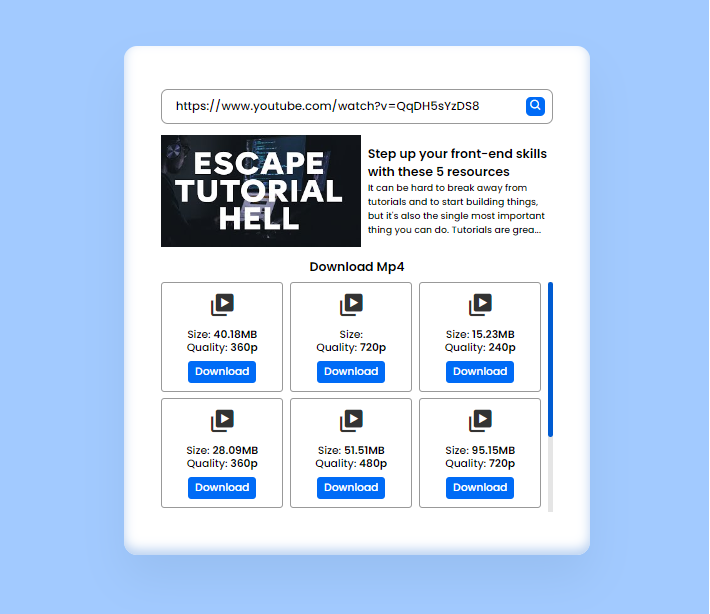 https://www.youtube.com/watch?v=QqDH5sYzDS8
ESCAPE
TUTORIAL
HELL
Step up your front-end skills
with these 5 resources
It can be hard to break away from
tutorials and to start building things,
but it's also the single most important
thing you can do. Tutorials are grea...
Download Mp4
Size: 40.18MB
Quality: 360p
Download
Size:
Quality: 720p
Download
Size: 15.23MB
Quality: 240p
Download
Size: 28.09MB
Quality: 360p
Download
Size: 51.51MB
Quality: 480p
Download
Size: 95.15MB
Quality: 720p
Download